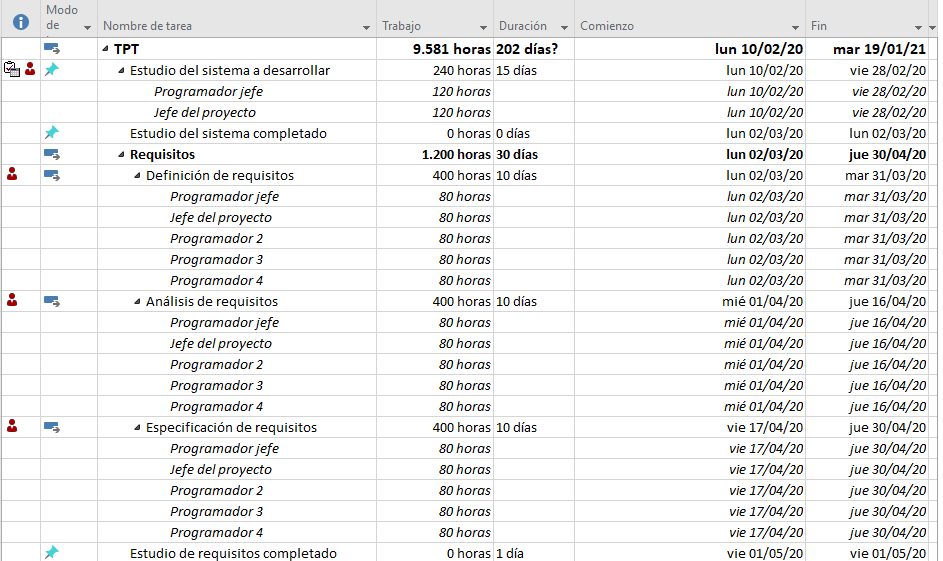 Modo de Nombre de tarea Trabajo Duración Comienzo Fin
TPT 9.581 horas 202 días? lun 10/02/20 mar 19/01/21
Estudio del sistema a desarrollar 240 horas 15 días lun 10/02/20 vie 28/02/20
Programador jefe 120 horas lun 10/02/20 vie 28/02/20
Jefe del proyecto 120 horas lun 10/02/20 vie 28/02/20
Estudio del sistema completado 0 horas 0 días lun 02/03/20 lun 02/03/20
Requisitos 1.200 horas 30 días lun 02/03/20 jue 30/04/20
Definición de requisitos 400 horas 10 días lun 02/03/20 mar 31/03/20
Programador jefe 80 horas lun 02/03/20 mar 31/03/20
Jefe del proyecto 80 horas lun 02/03/20 mar 31/03/20
Programador 2 80 horas lun 02/03/20 mar 31/03/20
Programador 3 80 horas lun 02/03/20 mar 31/03/20
Programador 4 80 horas lun 02/03/20 mar 31/03/20
Análisis de requisitos 400 horas 10 días mié 01/04/20 jue 16/04/20
Programador jefe 80 horas mié 01/04/20 jue 16/04/20
Jefe del proyecto 80 horas mié 01/04/20 jue 16/04/20
Programador 2 80 horas mié 01/04/20 jue 16/04/20
Programador 3 80 horas mié 01/04/20 jue 16/04/20
Programador 4 80 horas mié 01/04/20 jue 16/04/20
Especificación de requisitos 400 horas 10 días vie 17/04/20 jue 30/04/20
Programador jefe 80 horas vie 17/04/20 jue 30/04/20
Jefe del proyecto 80 horas vie 17/04/20 jue 30/04/20
Programador 2 80 horas vie 17/04/20 jue 30/04/20
Programador 3 80 horas vie 17/04/20 jue 30/04/20
Programador 4 80 horas vie 17/04/20 jue 30/04/20
Estudio de requisitos completado 0 horas 1 día vie 01/05/20 vie 01/05/20